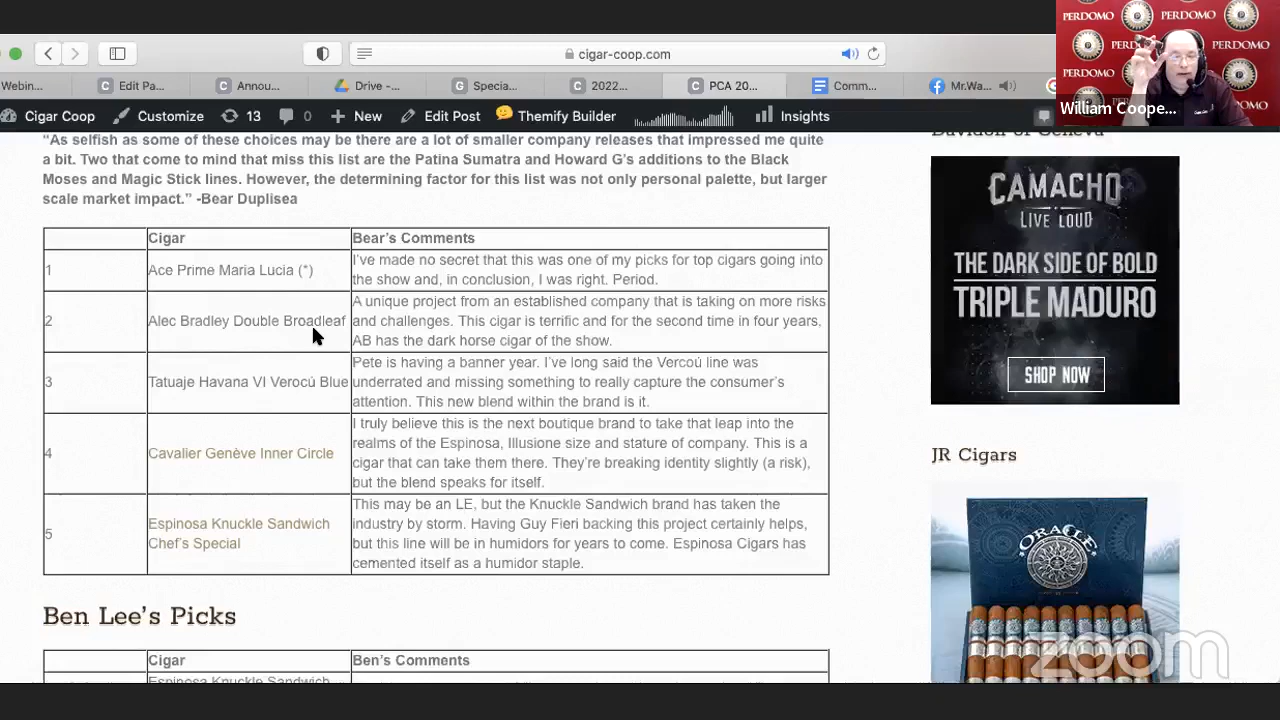 PERDOMO
PERDOMO
PERDOMO
PERDOMO
PERDOMO
William Coope...
cigar-coop.com
Webin...
Edit Pa...
Annou...
Drive -...
Specia...
2022...
PCA 20...
Comm...
Mr.Wa...
Cigar Coop
Customize
13
0
New
Edit Post
Themify Builder
Insights
"As selfish as some of these choices may be there are a lot of smaller company releases that impressed me quite
a bit. Two that come to mind that miss this list are the Patina Sumatra and Howard G's additions to the Black
Moses and Magic Stick lines. However, the determining factor for this list was not only personal palette, but larger
scale market impact." -Bear Duplisea
Cigar
Bear's Comments
1
Ace Prime Maria Lucia (*)
I've made no secret that this was one of my picks for top cigars going into
the show and, in conclusion, I was right. Period.
2
Alec Bradley Double Broadleaf
A unique project from an established company that is taking on more risks
and challenges. This cigar is terrific and for the second time in four years,
AB has the dark horse cigar of the show.
3
Tatuaje Havana VI Verocú Blue
Pete is having a banner year. I've long said the Vercoú line was
underrated and missing something to really capture the consumer's
attention. This new blend within the brand is it.
4
Cavalier Genève Inner Circle
I truly believe this is the next boutique brand to take that leap into the
realms of the Espinosa, Illusione size and stature of company. This is a
cigar that can take them there. They're breaking identity slightly (a risk),
but the blend speaks for itself.
5
Espinosa Knuckle Sandwich
Chef's Special
This may be an LE, but the Knuckle Sandwich brand has taken the
industry by storm. Having Guy Fieri backing this project certainly helps,
but this line will be in humidors for years to come. Espinosa Cigars has
cemented itself as a humidor staple.
Ben Lee's Picks
Cigar
Ben's Comments
Espinosa Knuckle Sandwich
Davidoff of Geneva
CAMACHO
LIVE LOUD
THE DARK SIDE OF BOLD
TRIPLE MADURO
SHOP NOW
JR Cigars
ORACLE
zoom